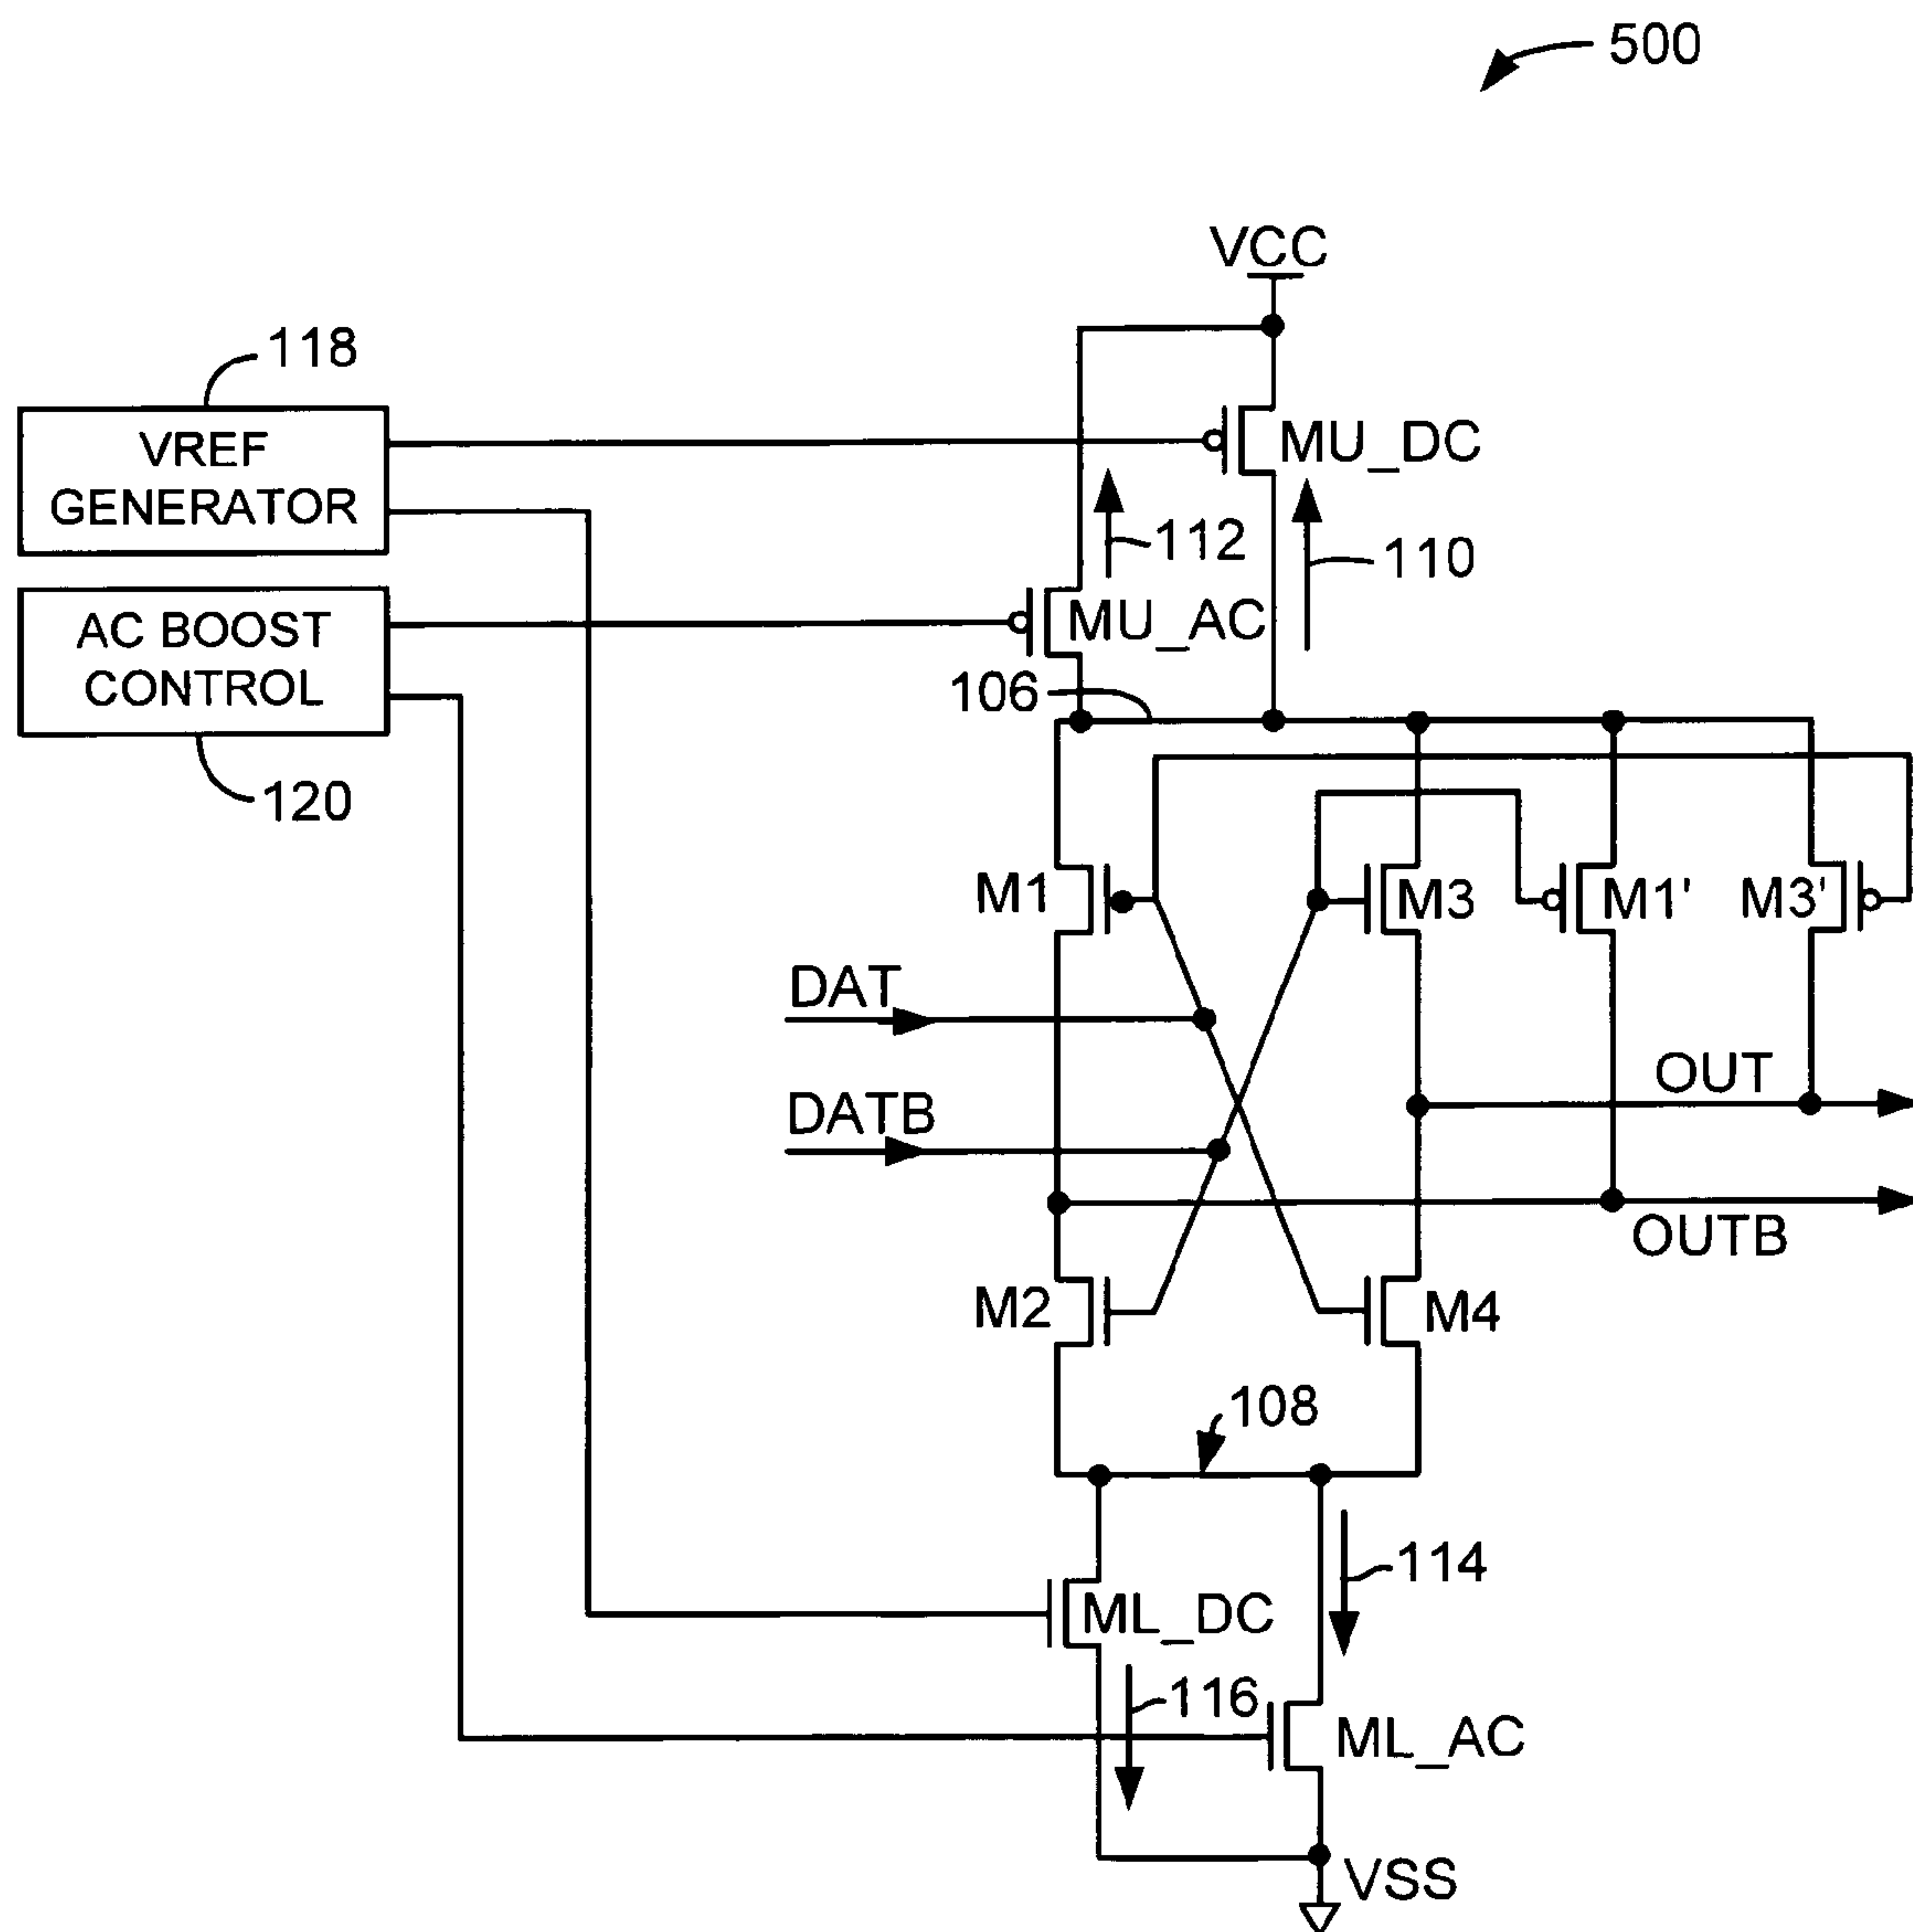 500
VCC
118
VREF
GENERATOR
MU_DC
112
110
AC BOOST
CONTROL
MU_AC
106
120
M1
M3
M1'
M3'
DAT
OUT
DATB
OUTB
M2
M4
108
114
ML_DC
116
ML_AC
VSS